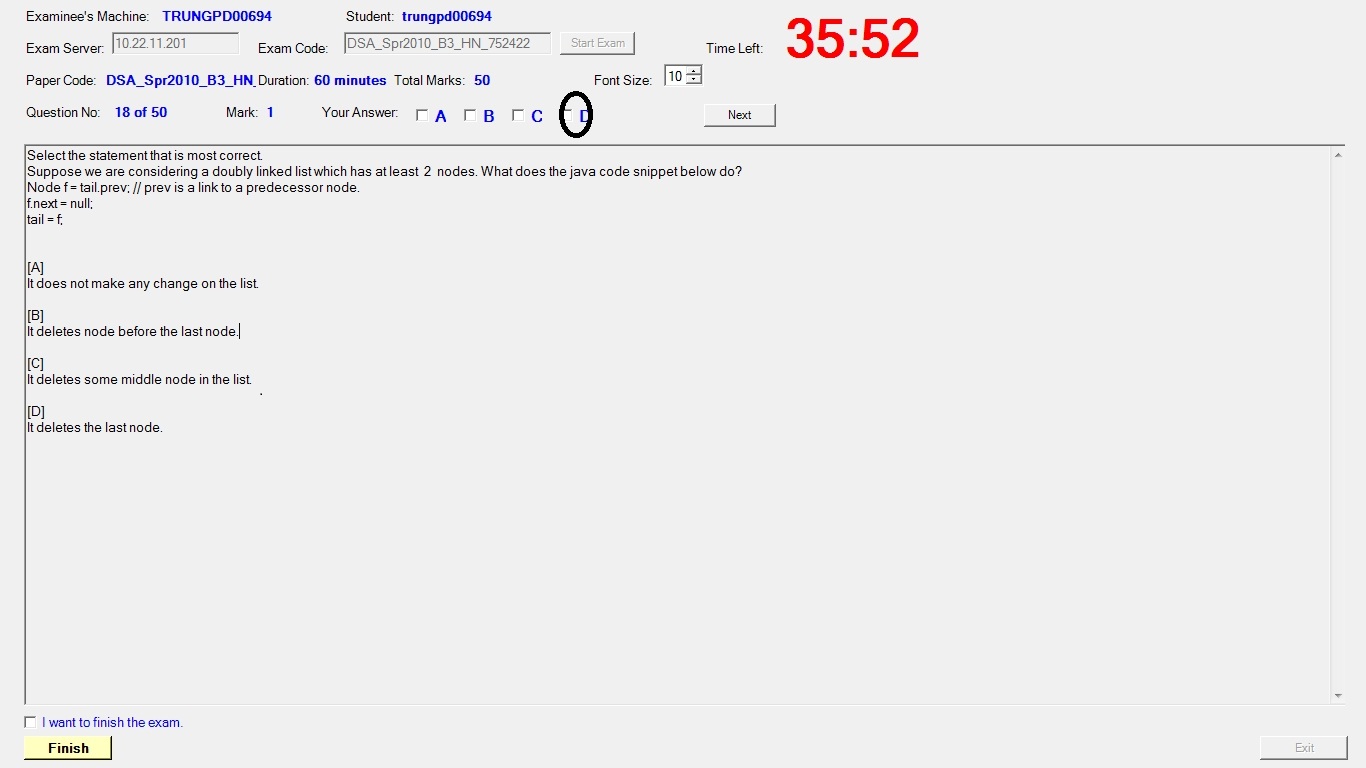 Examinee's Machine: TRUNGPD00694 Student: trungpd00694
Exam Server: 10.22.11.201 Exam Code: DSA_Spr2010_B3_HN_752422 Start Exam Time Left: 35:52
Paper Code: DSA_Spr2010_B3_HN_ Duration: 60 minutes Total Marks: 50 Font Size: 10
Question No: 18 of 50 Mark: 1 Your Answer: A B C D Next
Select the statement that is most correct.
Suppose we are considering a doubly linked list which has at least 2 nodes. What does the java code snippet below do?
Node f = tail.prev; // prev is a link to a predecessor node.
f.next = null;
tail = f;
[A]
It does not make any change on the list.
[B]
It deletes node before the last node.
[C]
It deletes some middle node in the list.
[D]
It deletes the last node.
I want to finish the exam.
Finish Exit